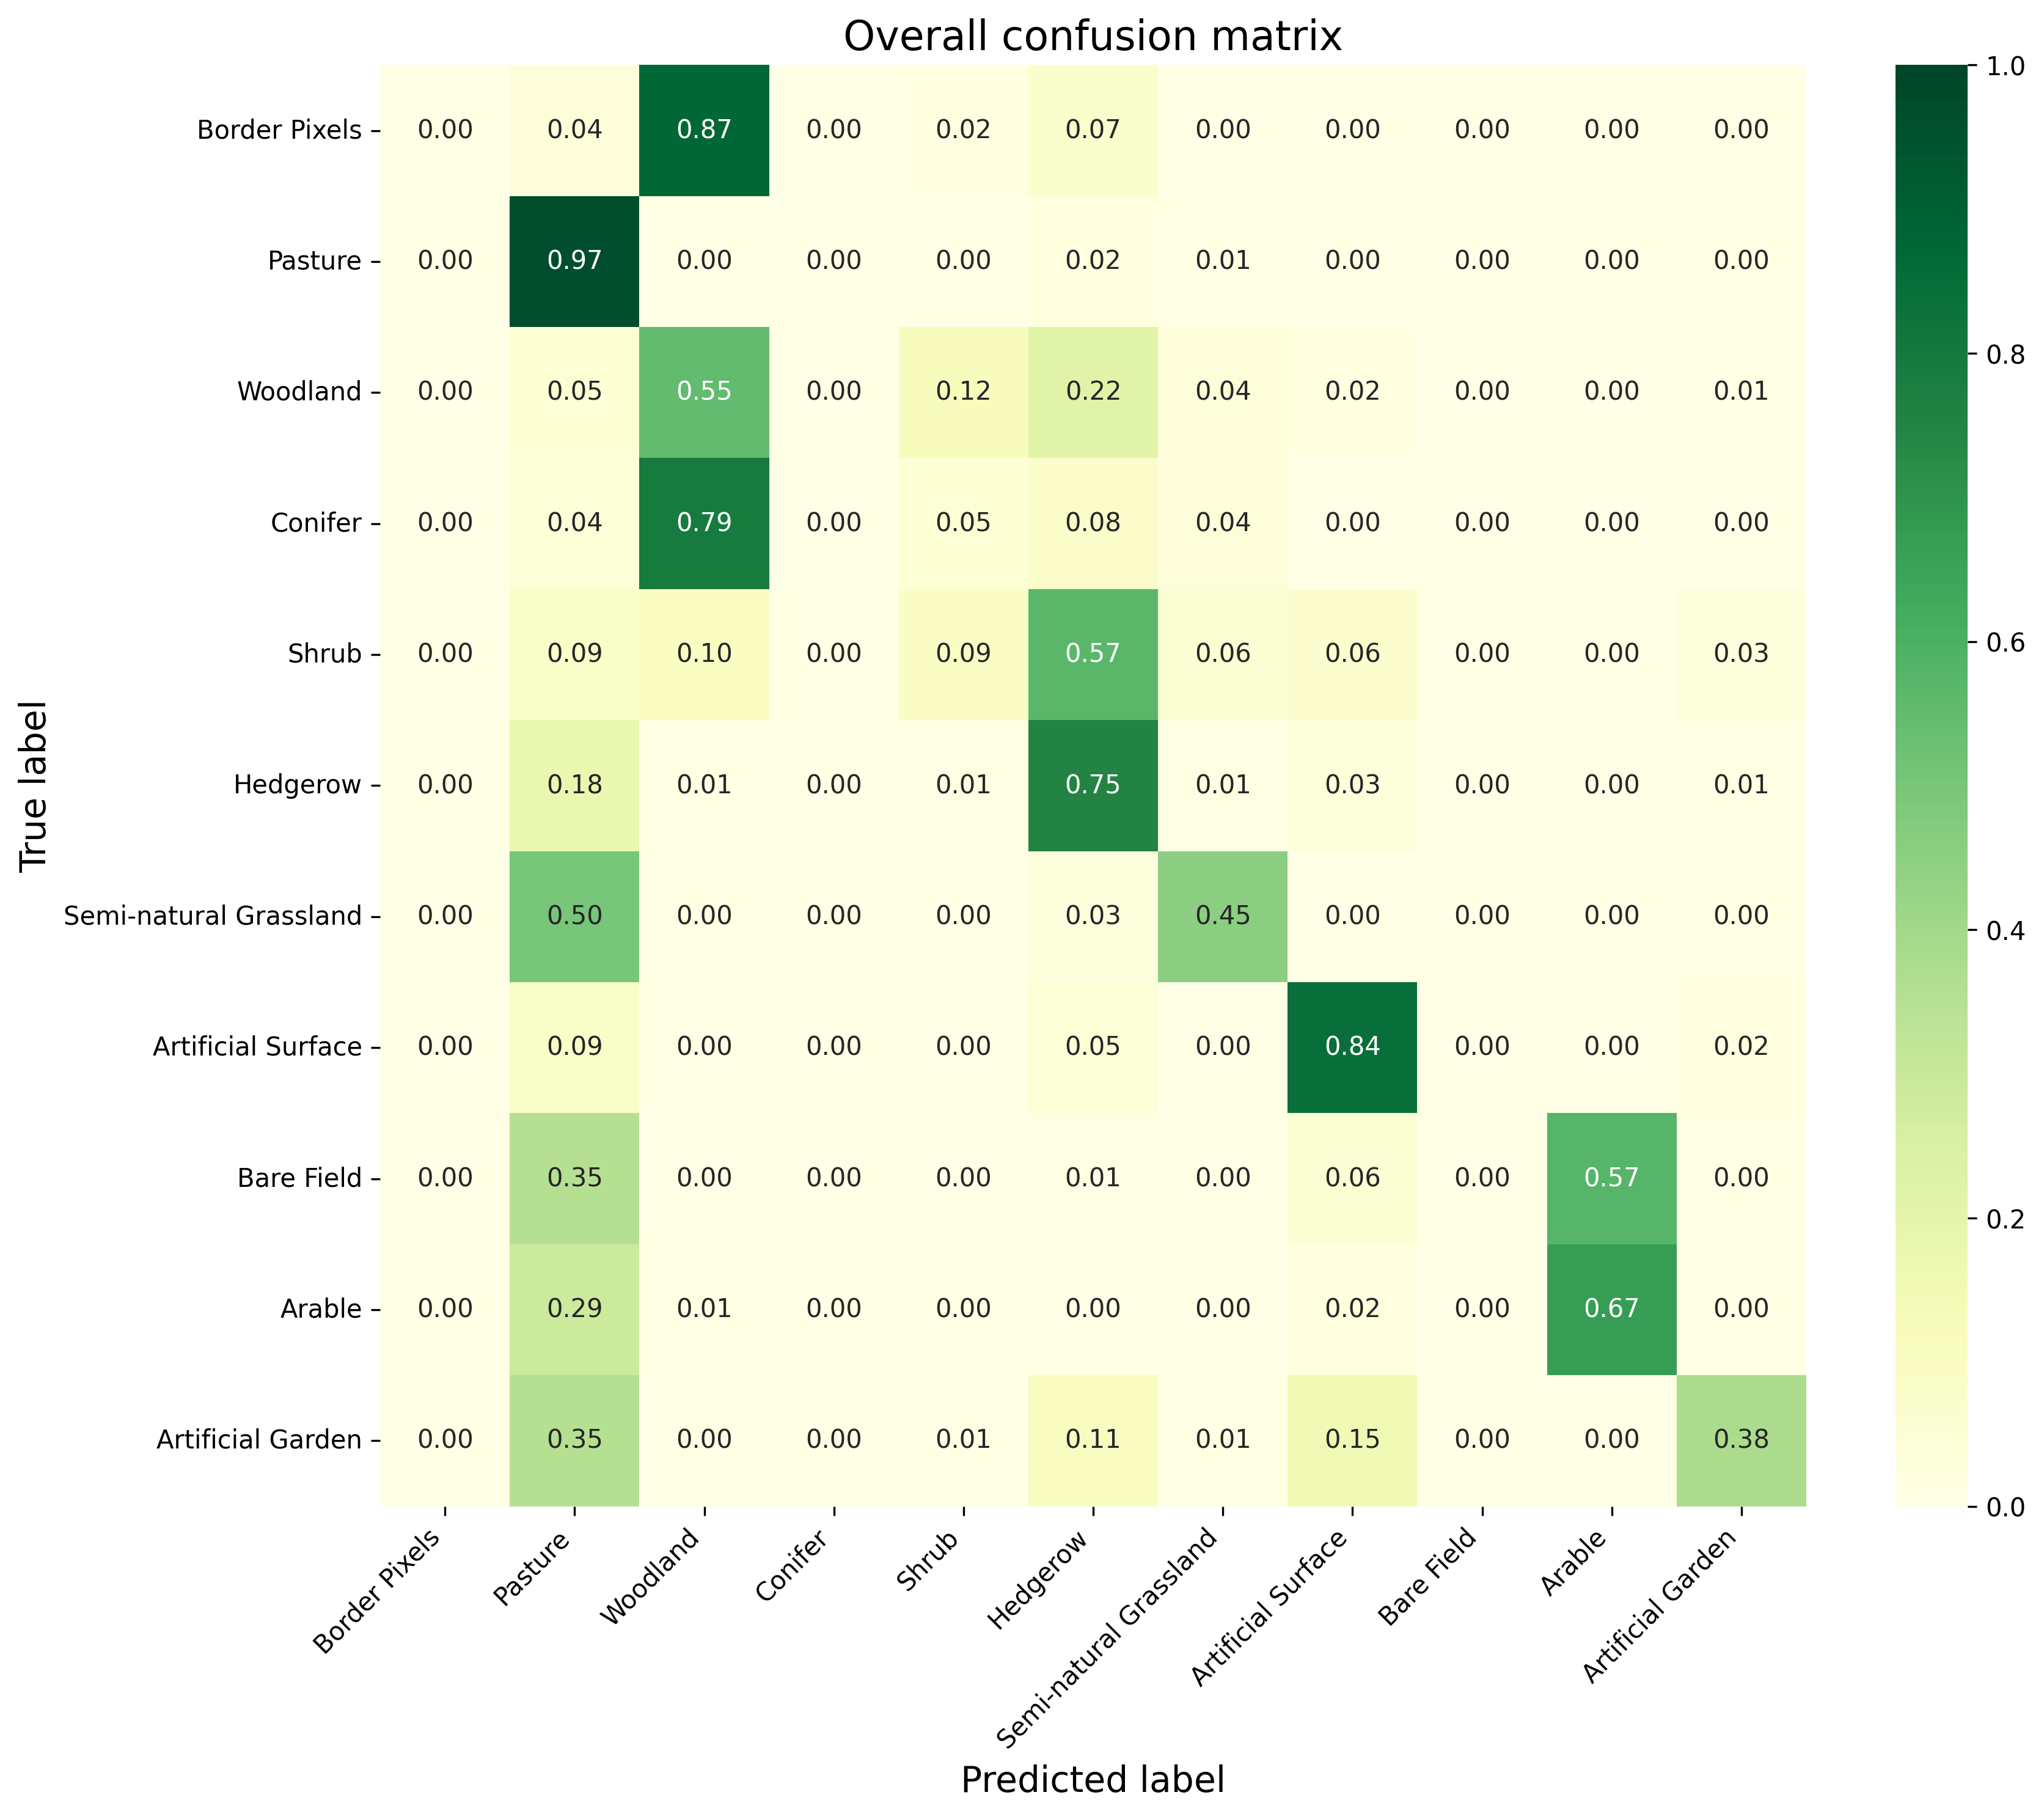 Overall confusion matrix
True label
Border Pixels 0.00 0.04 0.87 0.00 0.02 0.07 0.00 0.00 0.00 0.00 0.00
Pasture 0.00 0.97 0.00 0.00 0.00 0.02 0.01 0.00 0.00 0.00 0.00
Woodland 0.00 0.05 0.55 0.00 0.12 0.22 0.04 0.02 0.00 0.00 0.01
Conifer 0.00 0.04 0.79 0.00 0.05 0.08 0.04 0.00 0.00 0.00 0.00
Shrub 0.00 0.09 0.10 0.00 0.09 0.57 0.06 0.06 0.00 0.00 0.03
Hedgerow 0.00 0.18 0.01 0.00 0.01 0.75 0.01 0.03 0.00 0.00 0.01
Semi-natural Grassland 0.00 0.50 0.00 0.00 0.00 0.03 0.45 0.00 0.00 0.00 0.00
Artificial Surface 0.00 0.09 0.00 0.00 0.00 0.05 0.00 0.84 0.00 0.00 0.02
Bare Field 0.00 0.35 0.00 0.00 0.00 0.01 0.00 0.06 0.00 0.57 0.00
Arable 0.00 0.29 0.01 0.00 0.00 0.00 0.00 0.02 0.00 0.67 0.00
Artificial Garden 0.00 0.35 0.00 0.00 0.01 0.11 0.01 0.15 0.00 0.00 0.38
Border Pixels
Pasture
Woodland
Conifer
Shrub
Hedgerow
Semi-natural Grassland
Artificial Surface
Bare Field
Arable
Artificial Garden
Predicted label
1.0
0.8
0.6
0.4
0.2
0.0